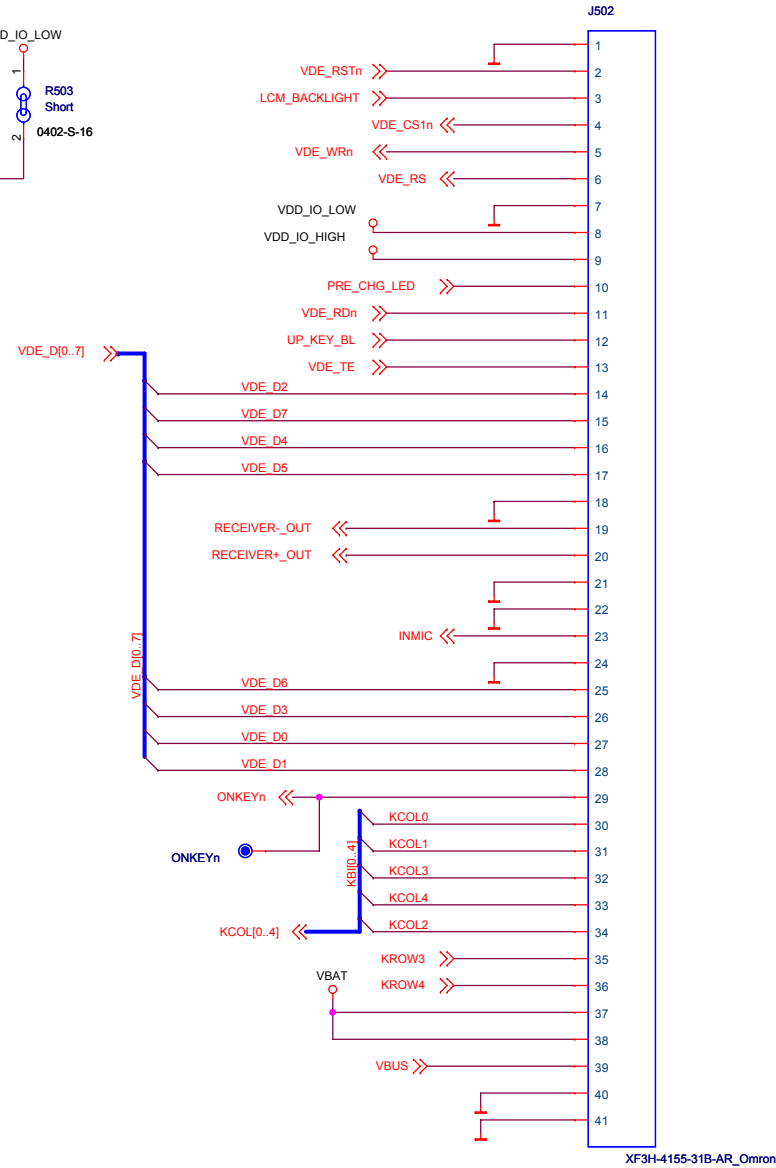 J502
D_IO_LOW
1
R503
Short
0402-S-16
2
1
VDE_RSTn
2
LCM_BACKLIGHT
3
VDE_CS1n
4
VDE_WRn
5
VDE_RS
6
7
VDD_IO_LOW
8
VDD_IO_HIGH
9
PRE_CHG_LED
10
VDE_RDn
11
UP_KEY_BL
12
VDE_D[0..7]
VDE_TE
13
VDE_D2
14
VDE_D7
15
VDE_D4
16
VDE_D5
17
18
RECEIVER-_OUT
19
RECEIVER+_OUT
20
21
22
INMIC
23
24
VDE_D[0..7]
VDE_D6
25
VDE_D3
26
VDE_D0
27
VDE_D1
28
ONKEYn
29
KCOL0
30
KCOL1
31
ONKEYn
KBI[0..4]
KCOL3
32
KCOL4
33
KCOL[0..4]
KCOL2
34
KROW3
35
VBAT
KROW4
36
37
38
VBUS
39
40
41
XF3H-4155-31B-AR_Omron